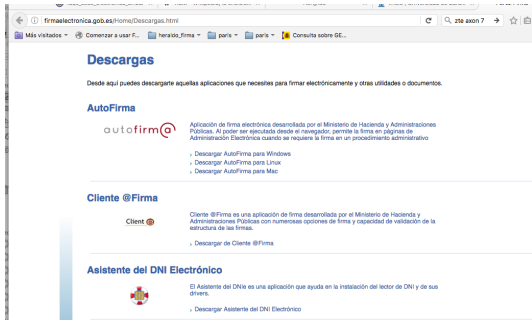 firmaelectronica.gob.es/Home/Descargas.html
zte axon 7
Más visitados
Comenzar a usar F...
heraldo_firma
paris
paris
Consulta sobre GE...
Descargas
Desde aqui puedes descargarte aquellas aplicaciones que necesites para firmar electrónicamente y otras utilidades o documentos.
AutoFirma
autofirm@
Aplicación de firma electrónica desarrollada por el Ministerio de Hacienda y Administraciones
Públicas. Al poder ser ejecutada desde el navegador, permite la firma en páginas de
Administración Electrónica cuando se requiere la firma en un procedimiento administrativo
Descargar AutoFirma para Windows
Descargar AutoFirma para Linux
Descargar AutoFirma para Mac
Cliente @Firma
Client @
Cliente @Firma es una aplicación de firma desarrollada por el Ministerio de Hacienda y
Administraciones Públicas con numerosas opciones de firma y capacidad de validación de la
estructura de las firmas.
Descargar de Cliente @Firma
Asistente del DNI Electrónico
El Asistente del DNIe es una aplicación que ayuda en la instalación del lector de DNI y de sus
drivers.
Descargar Asistente del DNI Electrónico